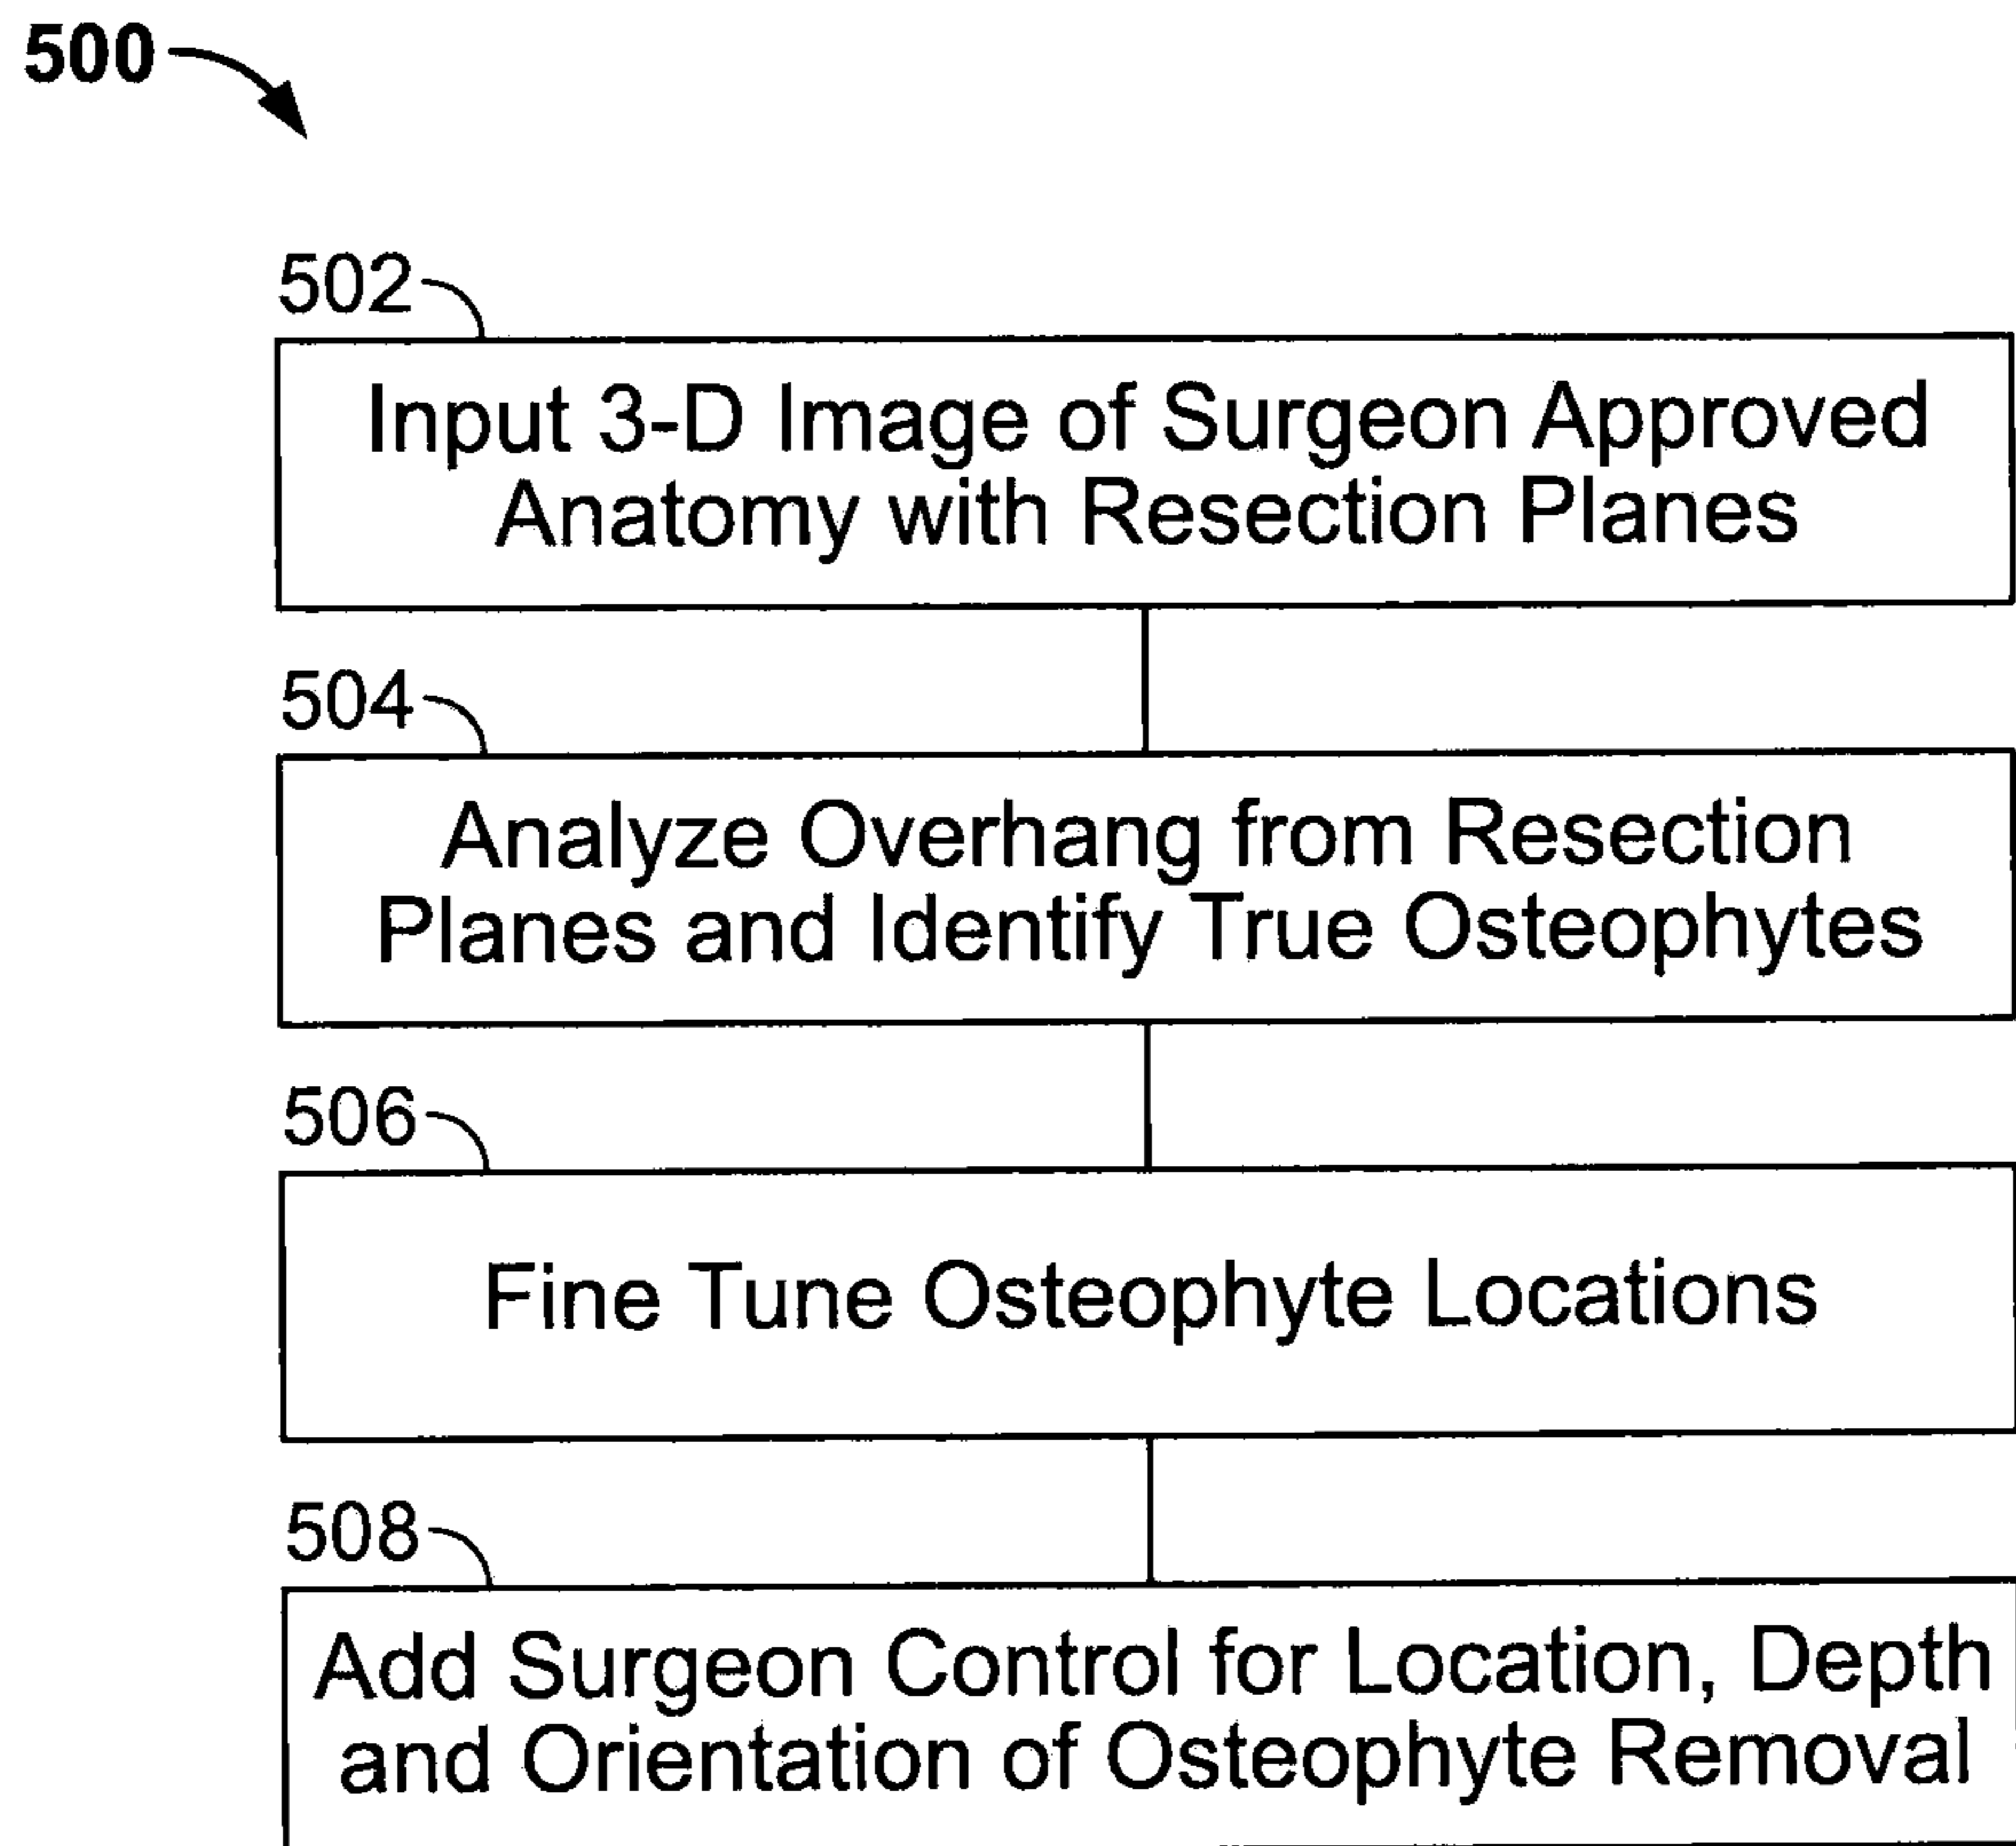 500
502
Input 3-D Image of Surgeon Approved
Anatomy with Resection Planes
504
Analyze Overhang from Resection
Planes and Identify True Osteophytes
506
Fine Tune Osteophyte Locations
508
Add Surgeon Control for Location, Depth
and Orientation of Osteophyte Removal